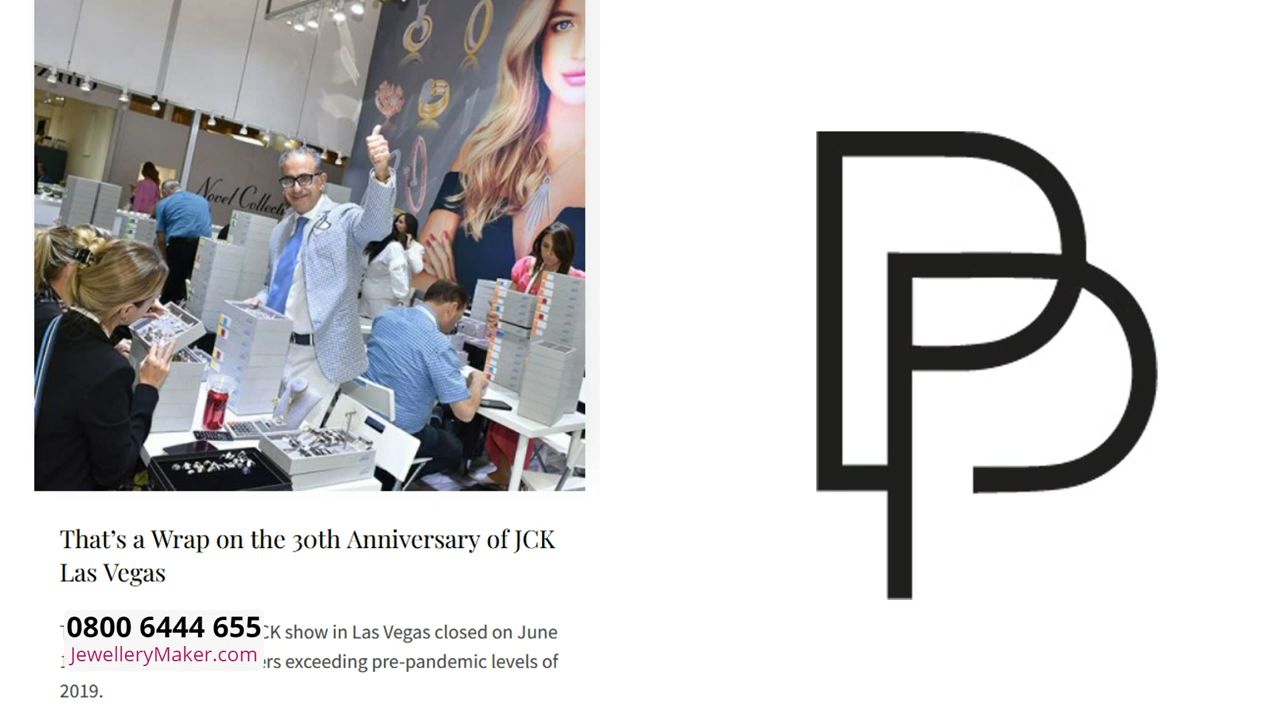 Novel Collect
That's a Wrap on the 30th Anniversary of JCK
Las Vegas
0800 6444 655
CK show in Las Vegas closed on June
JewelleryMaker.com
ers exceeding pre-pandemic levels of
2019.